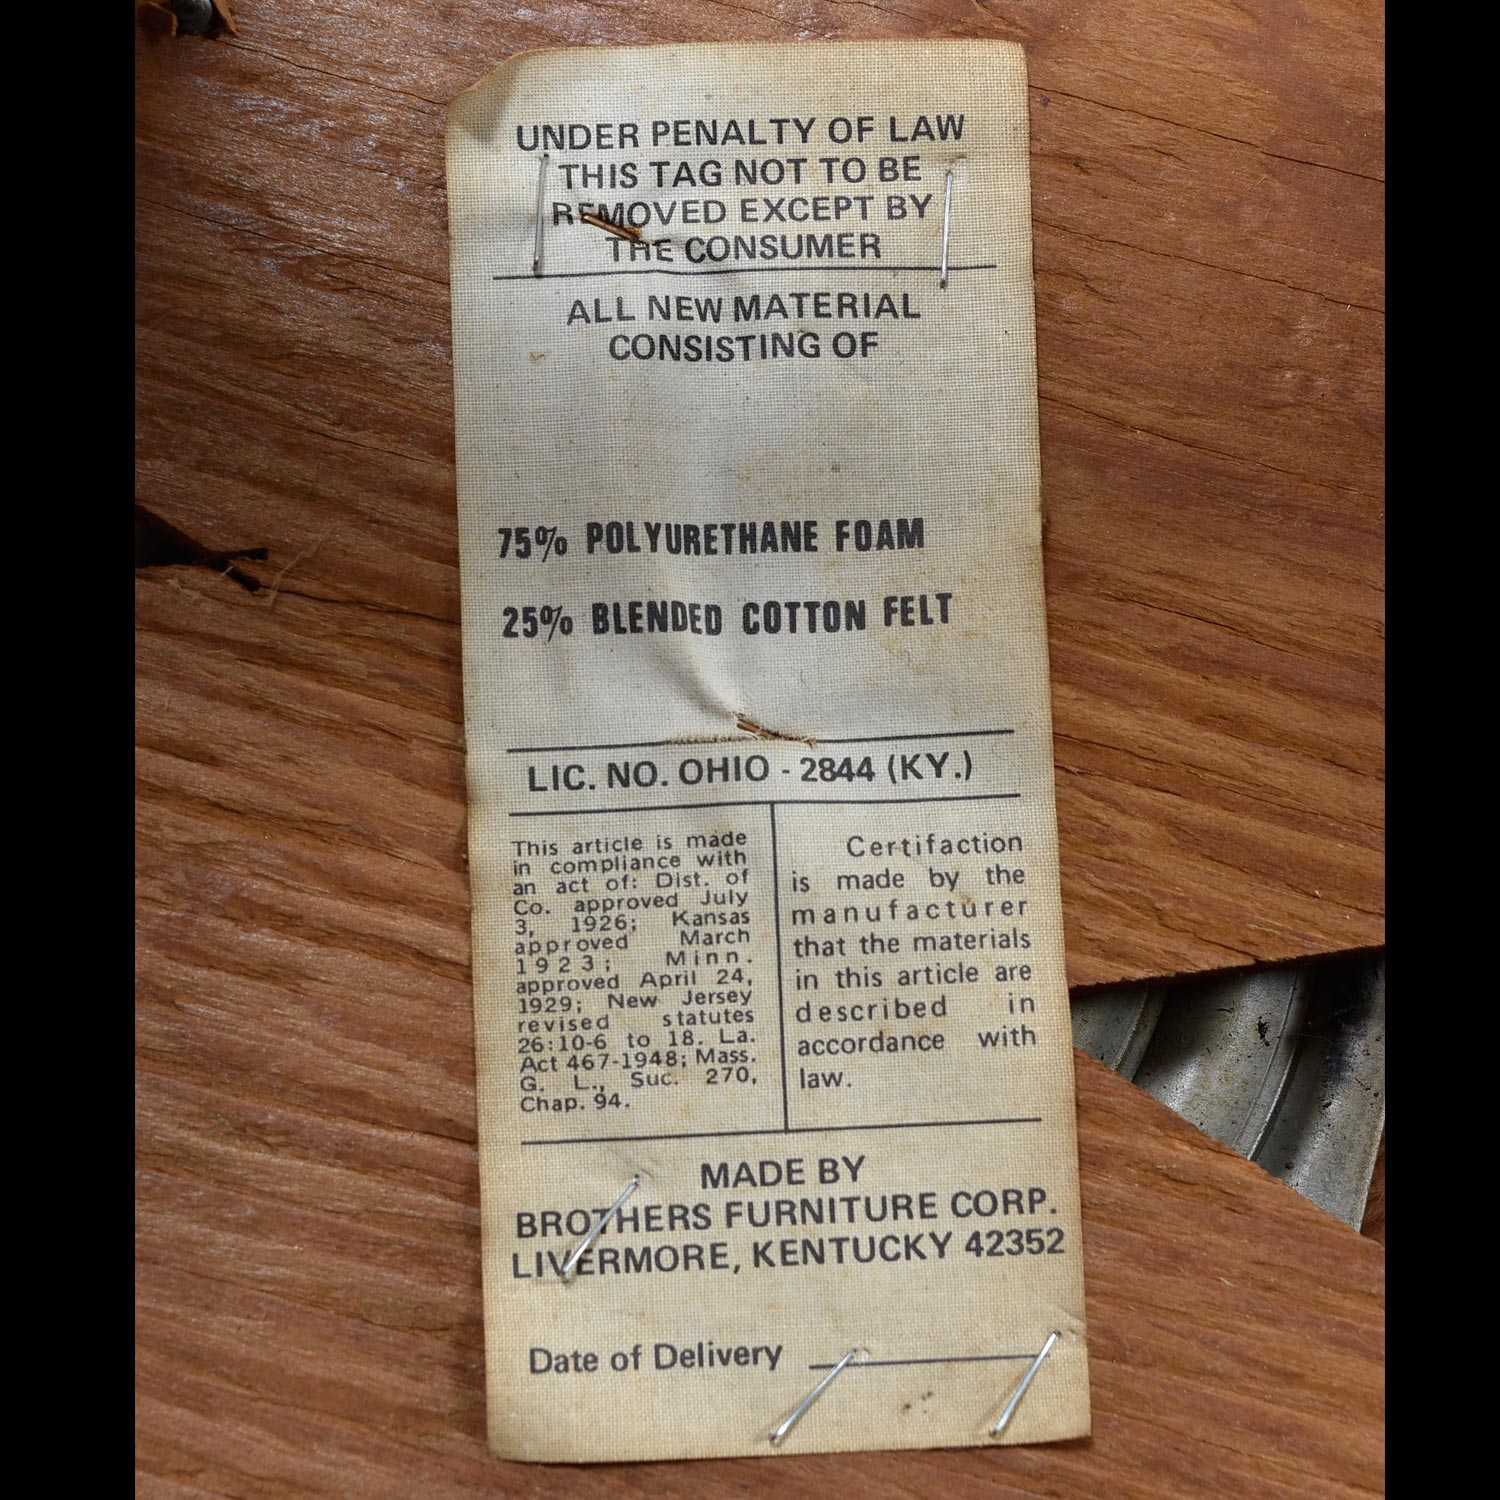 UNDER PENALTY OF LAW
THIS TAG NOT TO BE
REMOVED EXCEPT BY
THE CONSUMER
ALL NEW MATERIAL
CONSISTING OF
75% POLYURETHANE FOAM
25% BLENDED COTTON FELT
LIC. NO. OHIO - 2844 (KY.)
This article is made
in compliance with
an act of: Dist. of
Co. approved July
3, 1926; Kansas
approved March
1923; Minn.
approved April 24,
1929; New Jersey
revised statutes
26:10-6 to 18. La.
Act 467-1948; Mass.
G. L., Suc. 270,
Chap. 94.
Certifaction
is made by the
manufacturer
that the materials
in this article are
described in
accordance with
law.
MADE BY
BROTHERS FURNITURE CORP.
LIVERMORE, KENTUCKY 42352
Date of Delivery